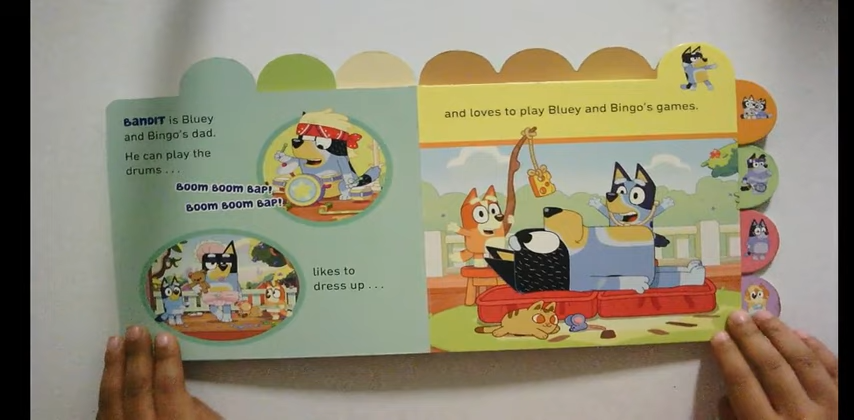 BANDIT is Bluey
and Bingo's dad.
He can play the
drums . . .
BOOM BOOM BAP!
BOOM BOOM BAP!
likes to
dress up . . .
and loves to play Bluey and Bingo's games.